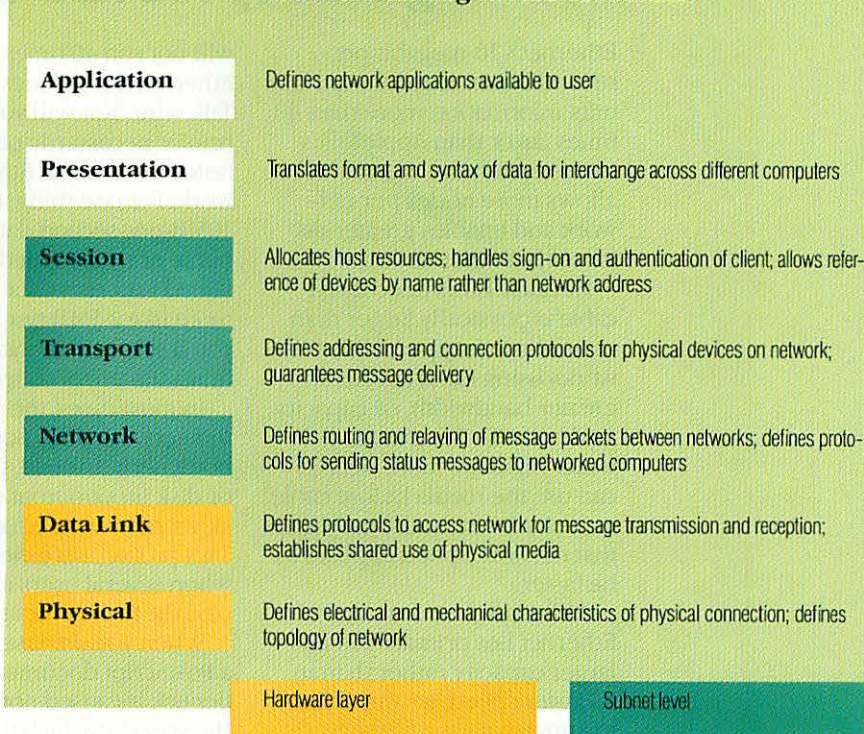 Application
Defines network applications available to user
Presentation
Translates format amd syntax of data for interchange across different computers
Session
Allocates host resources; handles sign-on and authentication of client; allows refer-
ence of devices by name rather than network address
Transport
Defines addressing and connection protocols for physical devices on network;
guarantees message delivery
Network
Defines routing and relaying of message packets between networks; defines proto-
cols for sending status messages to networked computers
Data Link
Defines protocols to access network for message transmission and reception;
establishes shared use of physical media
Physical
Defines electrical and mechanical characteristics of physical connection; defines
topology of network
Hardware layer
Subnet level